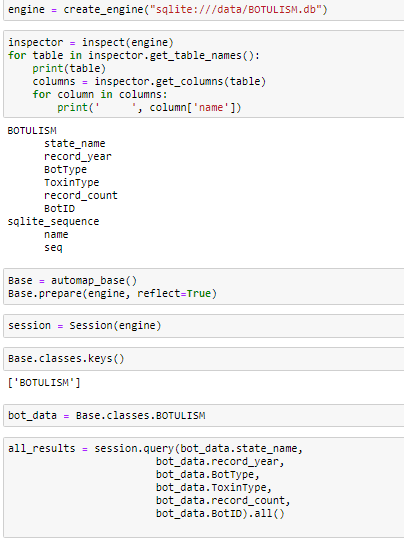 engine = create_engine("sqlite:///data/BOTULISM.db")
inspector = inspect(engine)
for table in inspector.get_table_names():
    print(table)
    columns = inspector.get_columns(table)
    for column in columns:
        print('      ', column['name'])
BOTULISM
       state_name
       record_year
       BotType
       ToxinType
       record_count
       BotID
sqlite_sequence
       name
       seq
Base = automap_base()
Base.prepare(engine, reflect=True)
session = Session(engine)
Base.classes.keys()
['BOTULISM']
bot_data = Base.classes.BOTULISM
all_results = session.query(bot_data.state_name,
                            bot_data.record_year,
                            bot_data.BotType,
                            bot_data.ToxinType,
                            bot_data.record_count,
                            bot_data.BotID).all()